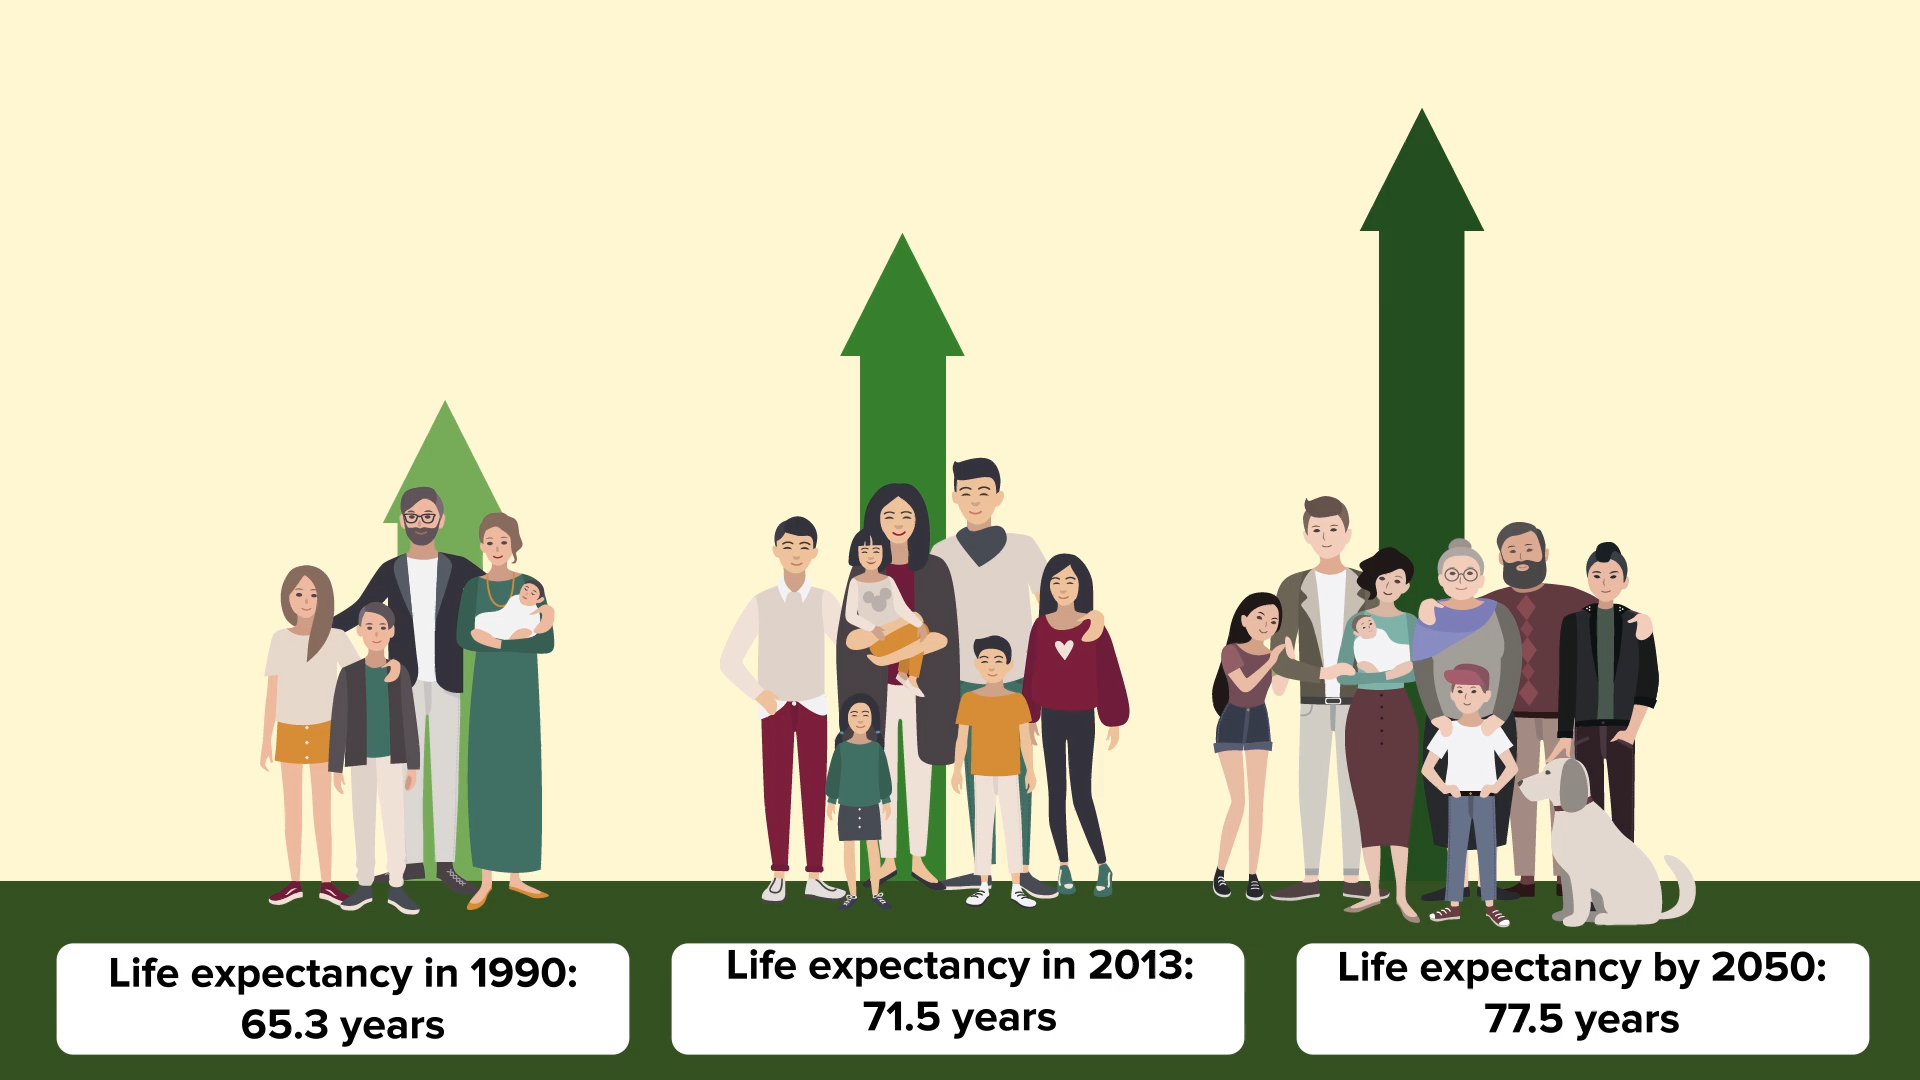 Life expectancy in 1990:
65.3 years
Life expectancy in 2013:
71.5 years
Life expectancy by 2050:
77.5 years